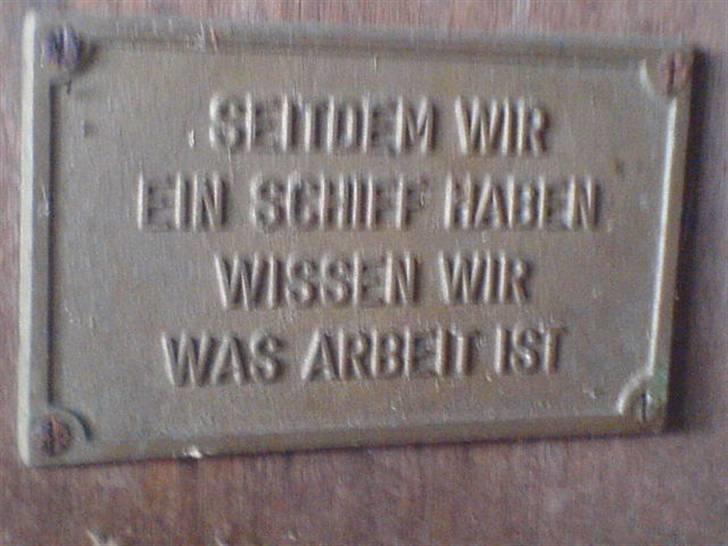 SEITDEM WIR
EIN SCHIFF HABEN
WISSEN WIR
WAS ARBEIT IST